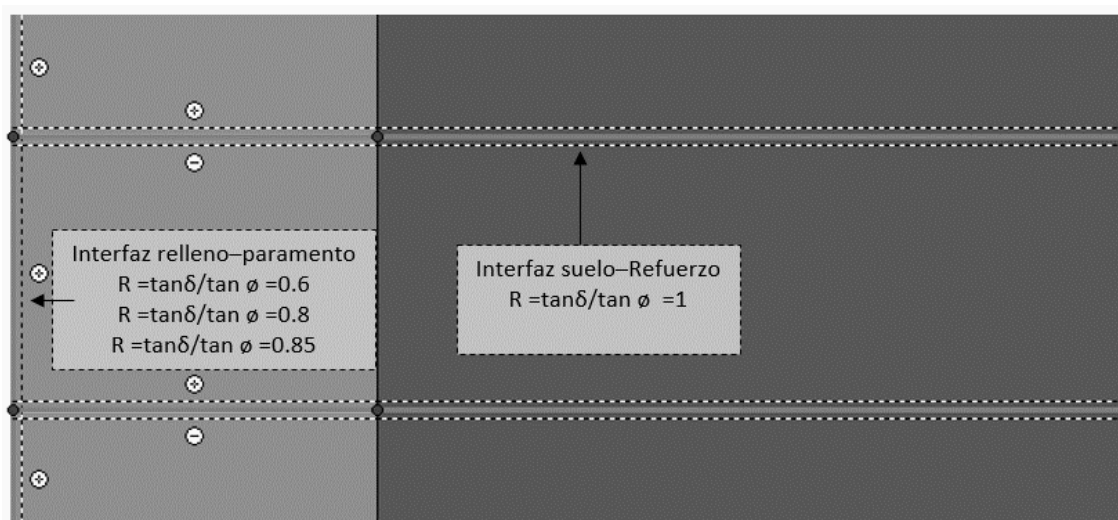 Interfaz relleno–paramento
R =tanδ/tan ø =0.6
R =tanδ/tan ø =0.8
R =tanδ/tan ø =0.85
Interfaz suelo–Refuerzo
R =tanδ/tan ø =1